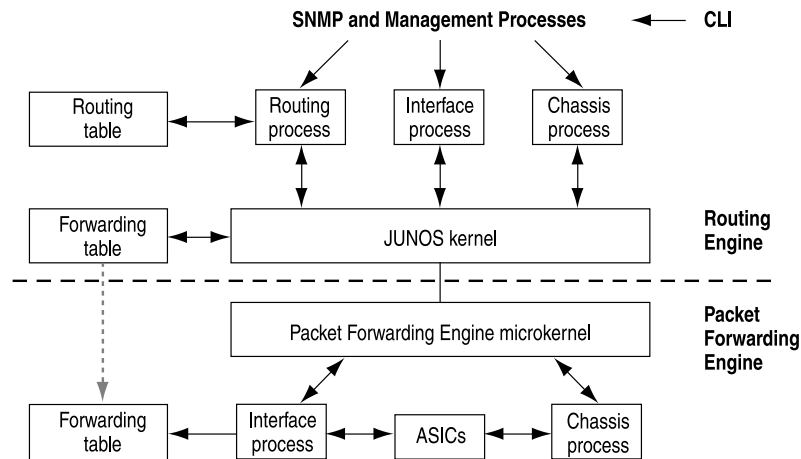 SNMP and Management Processes
CLI
Routing
table
Routing
process
Interface
process
Chassis
process
Forwarding
table
JUNOS kernel
Routing
Engine
Packet Forwarding Engine microkernel
Packet
Forwarding
Engine
Forwarding
table
Interface
process
ASICs
Chassis
process